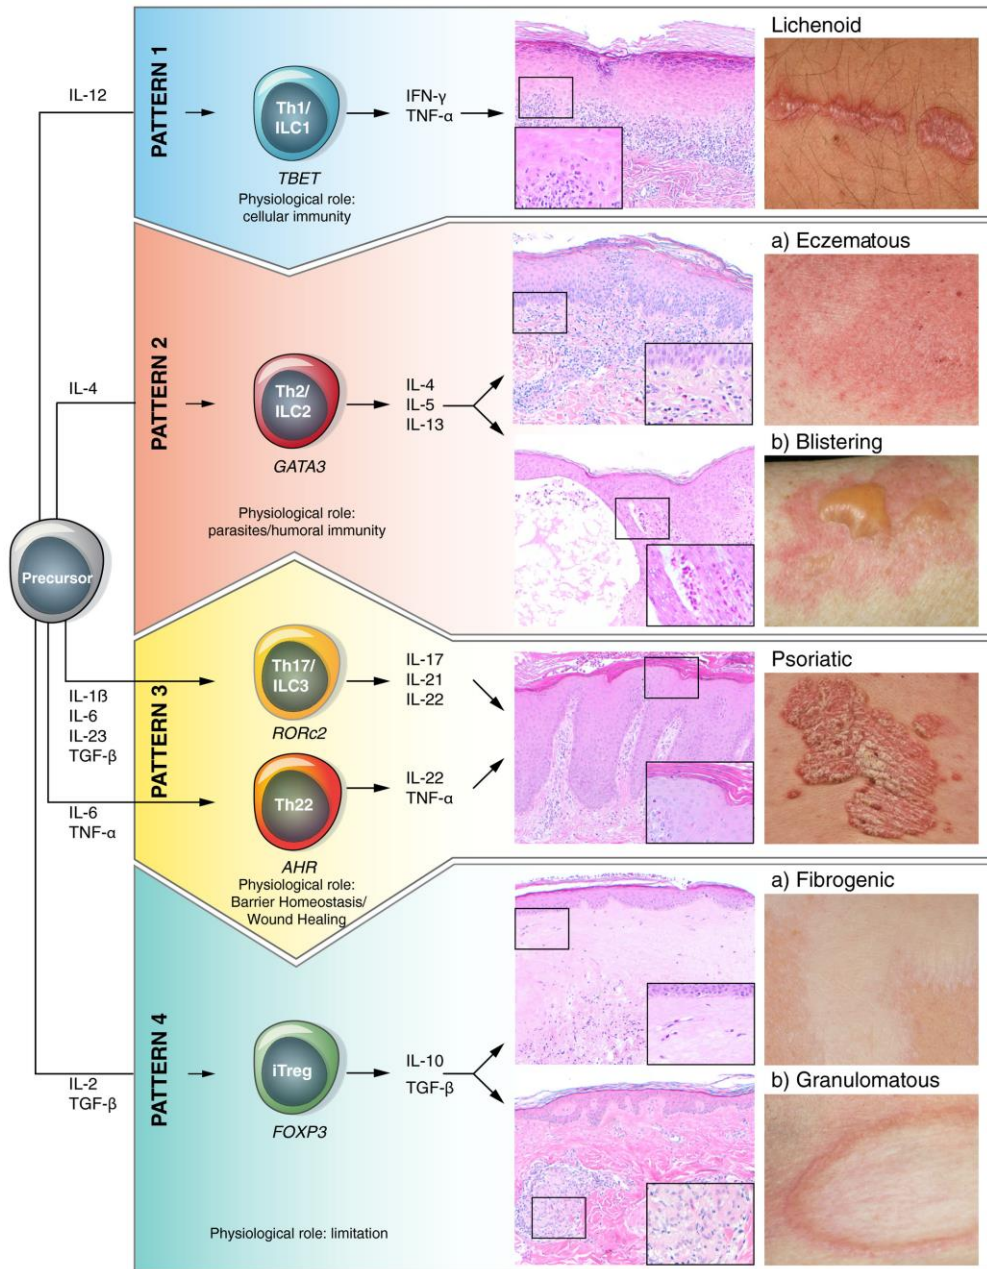 PATTERN 1
IL-12
Th1/
ILC1
TBET
Physiological role:
cellular immunity
IFN-γ
TNF-α
Lichenoid
PATTERN 2
IL-4
Th2/
ILC2
GATA3
Physiological role:
parasites/humoral immunity
IL-4
IL-5
IL-13
a) Eczematous
b) Blistering
Precursor
PATTERN 3
IL-1ß
IL-6
IL-23
TGF-β
Th17/
ILC3
RORc2
IL-17
IL-21
IL-22
IL-6
TNF-α
Th22
AHR
Physiological role:
Barrier Homeostasis/
Wound Healing
IL-22
TNF-α
Psoriatic
PATTERN 4
IL-2
TGF-β
iTreg
FOXP3
Physiological role: limitation
IL-10
TGF-β
a) Fibrogenic
b) Granulomatous